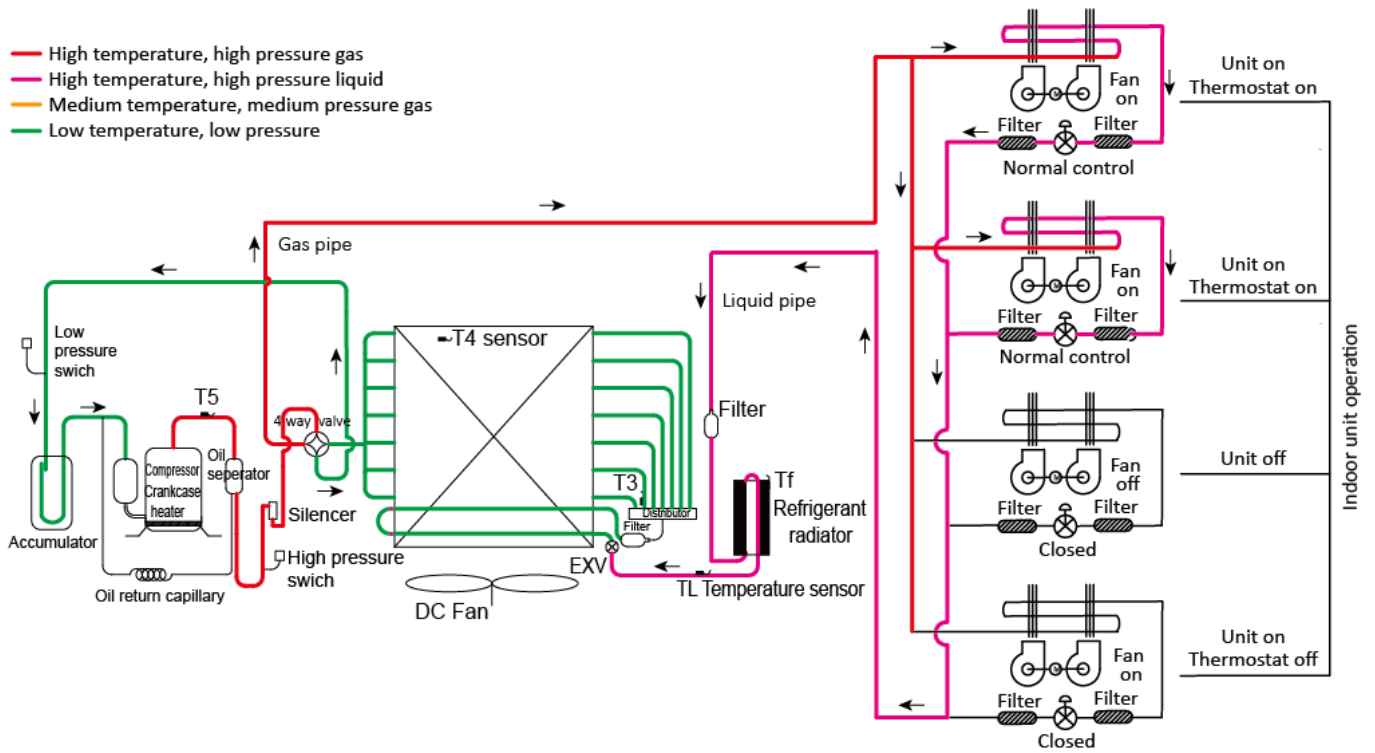 High temperature, high pressure gas
High temperature, high pressure liquid
Medium temperature, medium pressure gas
Low temperature, low pressure
Fan
on
Filter
Filter
Normal control
Unit on
Thermostat on
Gas pipe
Liquid pipe
Fan
on
Filter
Filter
Normal control
Unit on
Thermostat on
Low
pressure
swich
T4 sensor
T5
4 way valve
Filter
Fan
off
Filter
Filter
Closed
Unit off
Indoor unit operation
Compressor
Crankcase
heater
Oil
seperator
Accumulator
Silencer
High pressure
swich
Oil return capillary
T3
Distributor
Filter
EXV
Tf
Refrigerant
radiator
TL Temperature sensor
DC Fan
Fan
on
Filter
Filter
Closed
Unit on
Thermostat off